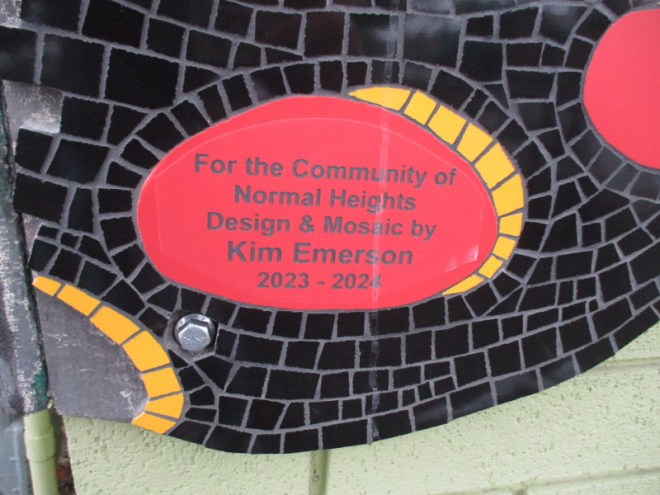 For the Community of
Normal Heights
Design & Mosaic by
Kim Emerson
2023 - 2024